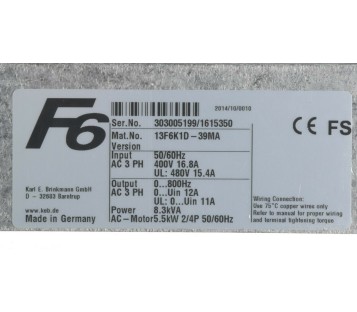 F6
2014/10/0010
Ser.No. 303005199/1615350
Mat.No. 13F6K1D-39MA
Version
Input 50/60Hz
AC 3 PH 400V 16.8A
UL: 480V 15.4A
Output 0...800Hz
AC 3 PH 0...Uin 12A
UL: 0...Uin 11A
Power 8.3kVA
AC-Motor 5.5kW 2/4P 50/60Hz
Karl E. Brinkmann GmbH
D - 32683 Barntrup
www.keb.de
Made in Germany
CE FS
Wiring Connection:
Use 75°C copper wires only
Refer to manual for proper wiring
and terminal torque requirements.